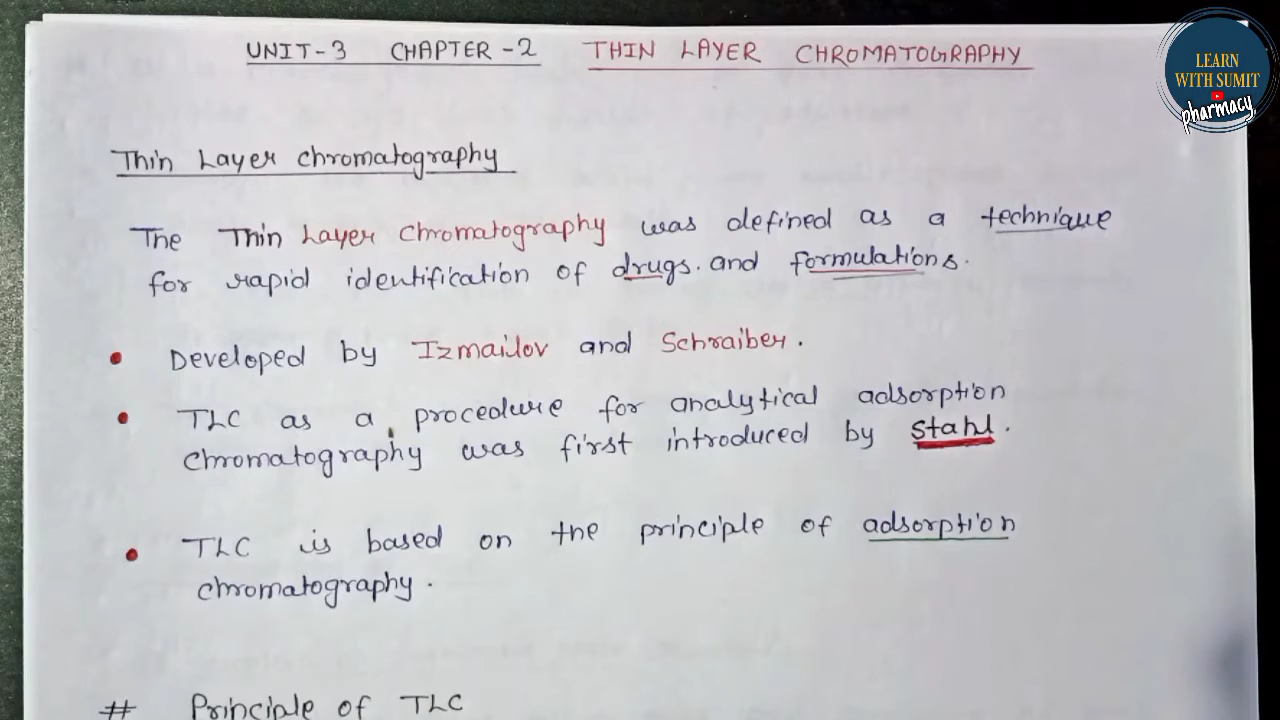 UNIT-3 CHAPTER-2 THIN LAYER CHROMATOGRAPHY
LEARN
WITH SUMIT
pharmacy
Thin Layer chromatography
The Thin Layer chromatography was defined as a technique
for rapid identification of drugs. and formulations.
• Developed by Izmailov and Schraiber.
• TLC as a procedure for analytical adsorption
chromatography was first introduced by Stahl.
• TLC is based on the principle of adsorption
chromatography.
# Principle of TLC